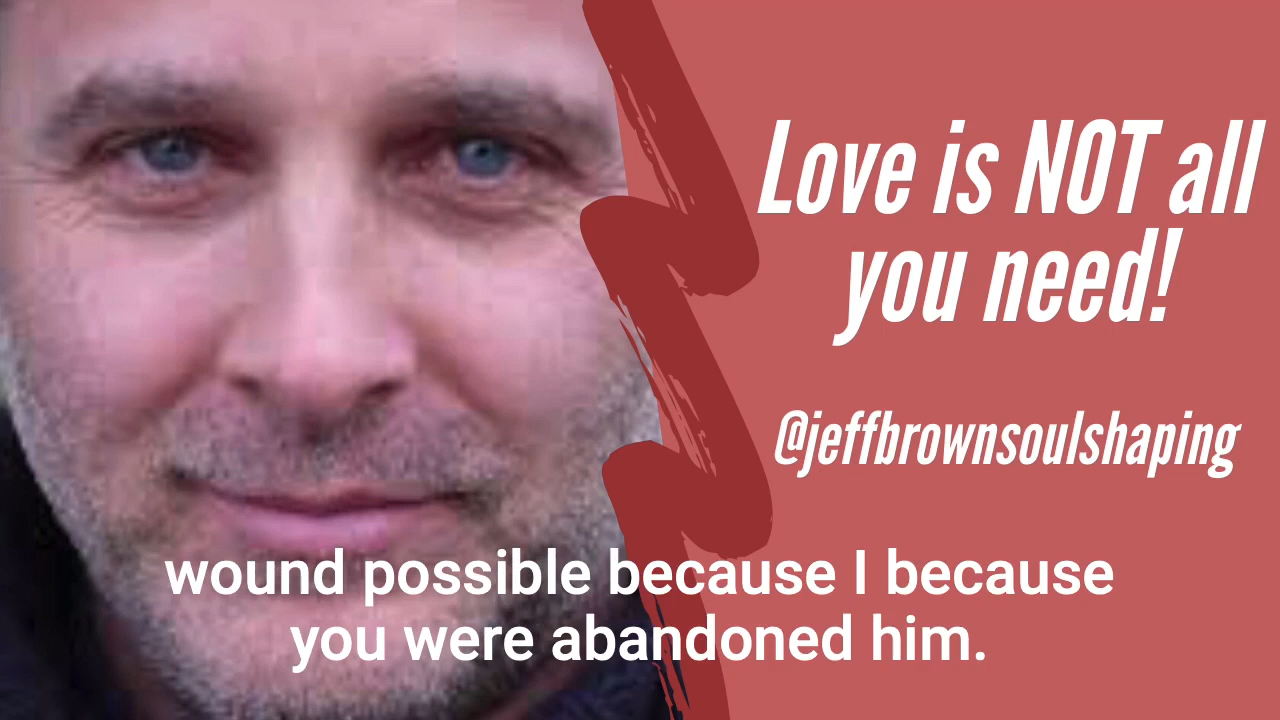 Love is NOT all
you need!
@jeffbrownsoulshaping
wound possible because I because
you were abandoned him.